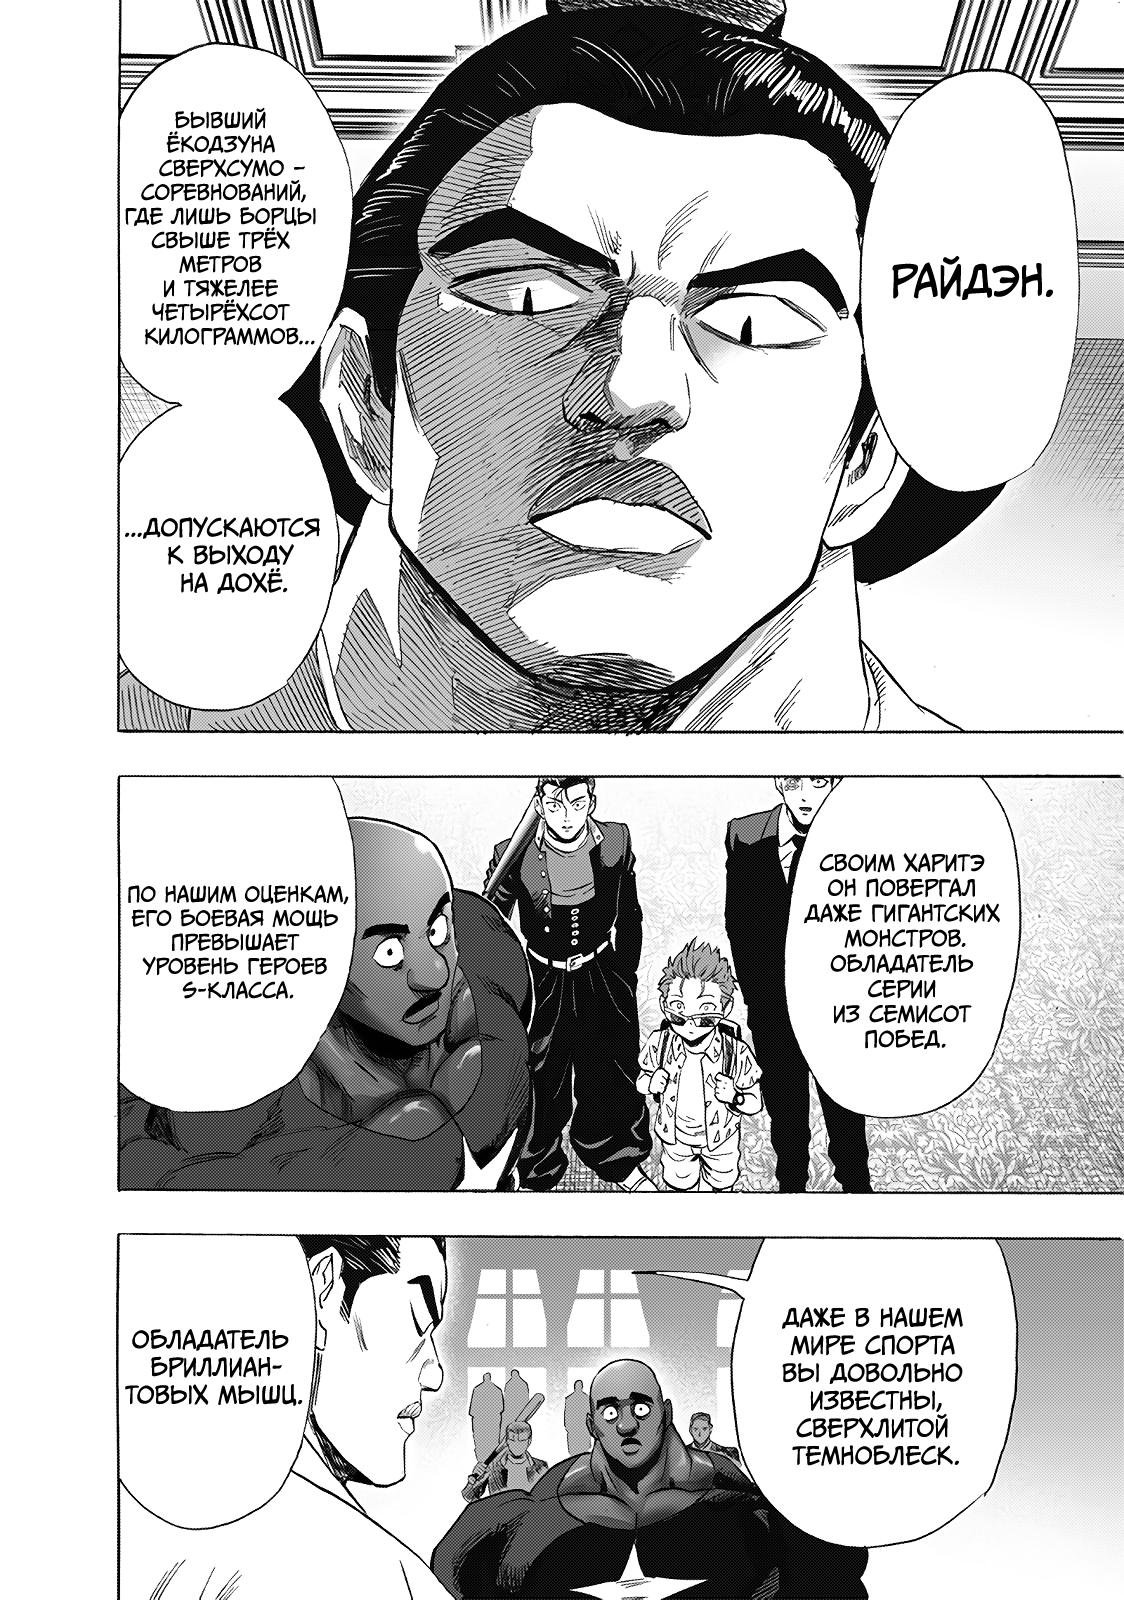 РАЙДЭН.
БЫВШИЙ
ЁКОДЗУНА
СВЕРХСУМО –
СОРЕВНОВАНИЙ,
ГДЕ ЛИШЬ БОРЦЫ
СВЫШЕ ТРЁХ
МЕТРОВ
И ТЯЖЕЛЕЕ
ЧЕТЫРЁХСОТ
КИЛОГРАММОВ...
...ДОПУСКАЮТСЯ
К ВЫХОДУ
НА ДОХЁ.
СВОИМ ХАРИТЭ
ОН ПОВЕРГАЛ
ДАЖЕ ГИГАНТСКИХ
МОНСТРОВ.
ОБЛАДАТЕЛЬ
СЕРИИ
ИЗ СЕМИСОТ
ПОБЕД.
ПО НАШИМ ОЦЕНКАМ,
ЕГО БОЕВАЯ МОЩЬ
ПРЕВЫШАЕТ
УРОВЕНЬ ГЕРОЕВ
S-КЛАССА.
ДАЖЕ В НАШЕМ
МИРЕ СПОРТА
ВЫ ДОВОЛЬНО
ИЗВЕСТНЫ,
СВЕРХЛИТОЙ
ТЕМНОБЛЕСК.
ОБЛАДАТЕЛЬ
БРИЛЛИАН-
ТОВЫХ МЫШЦ.